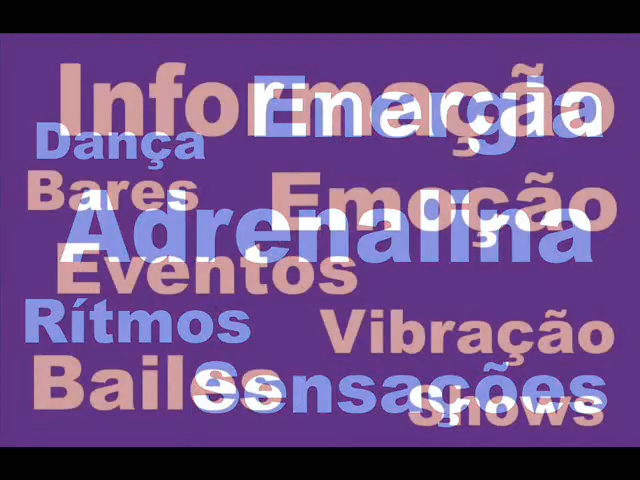 Informação
Energia
Dança
Bares
Emoção
Adrenalina
Eventos
Rítmos
Vibração
Bailes
Sensações
Shows